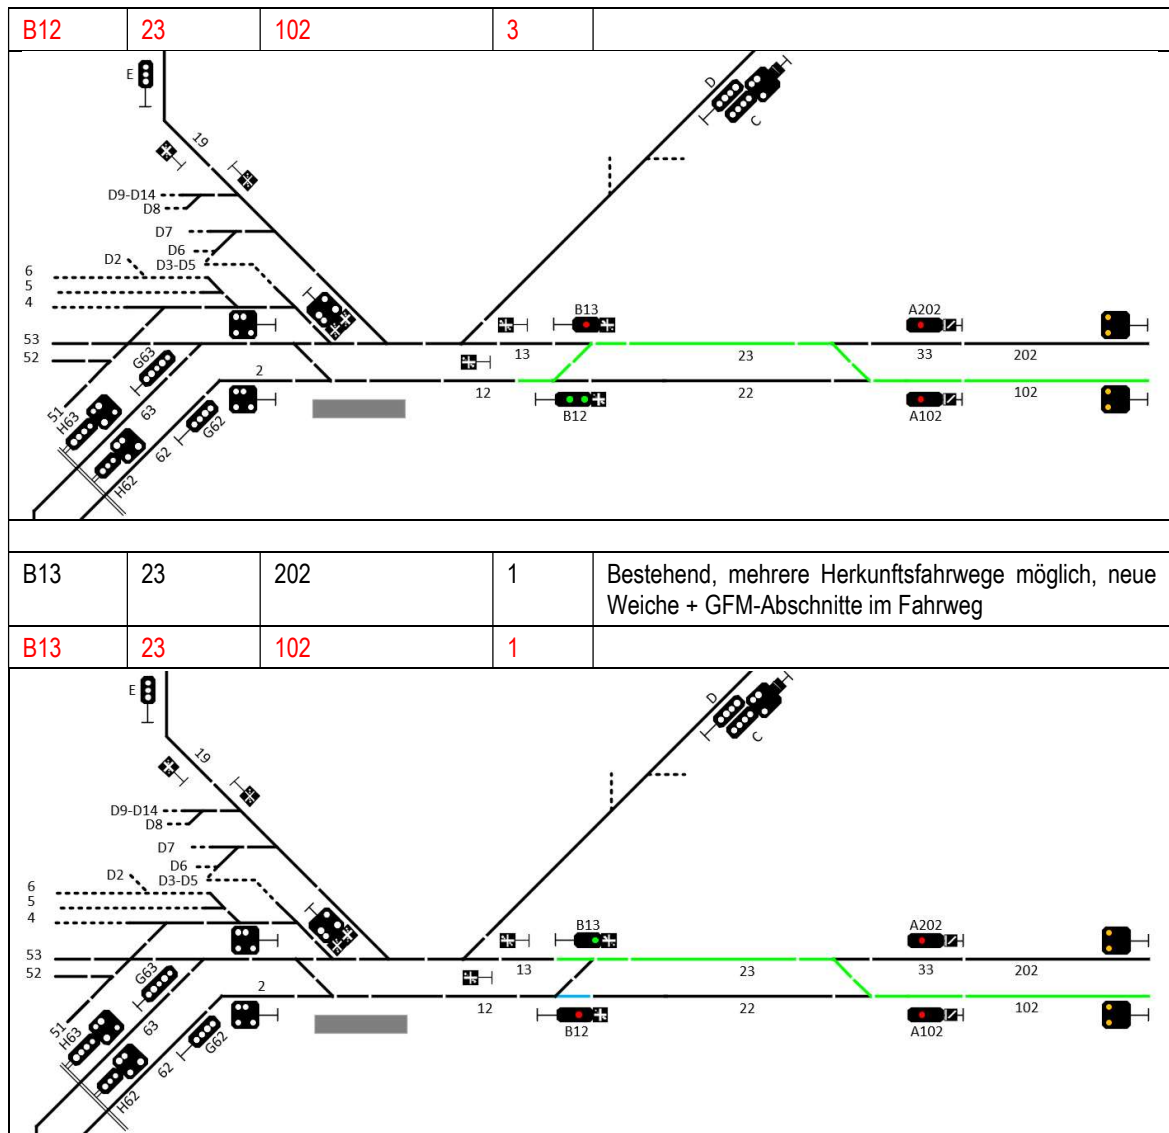 B12 23 102 3
E
19
D
C
D9-D14
D8
D7
D6
D2
D3-D5
6
5
4
53
52
51
H63
G63
63
2
G62
62
H62
12
13
B13
B12
23
22
A202
33
202
A102
102
B13 23 202 1 Bestehend, mehrere Herkunftsfahrwege möglich, neue
Weiche + GFM-Abschnitte im Fahrweg
B13 23 102 1
E
19
D
C
D9-D14
D8
D7
D6
D2
D3-D5
6
5
4
53
52
51
H63
G63
63
2
G62
62
H62
12
13
B13
B12
23
22
A202
33
202
A102
102